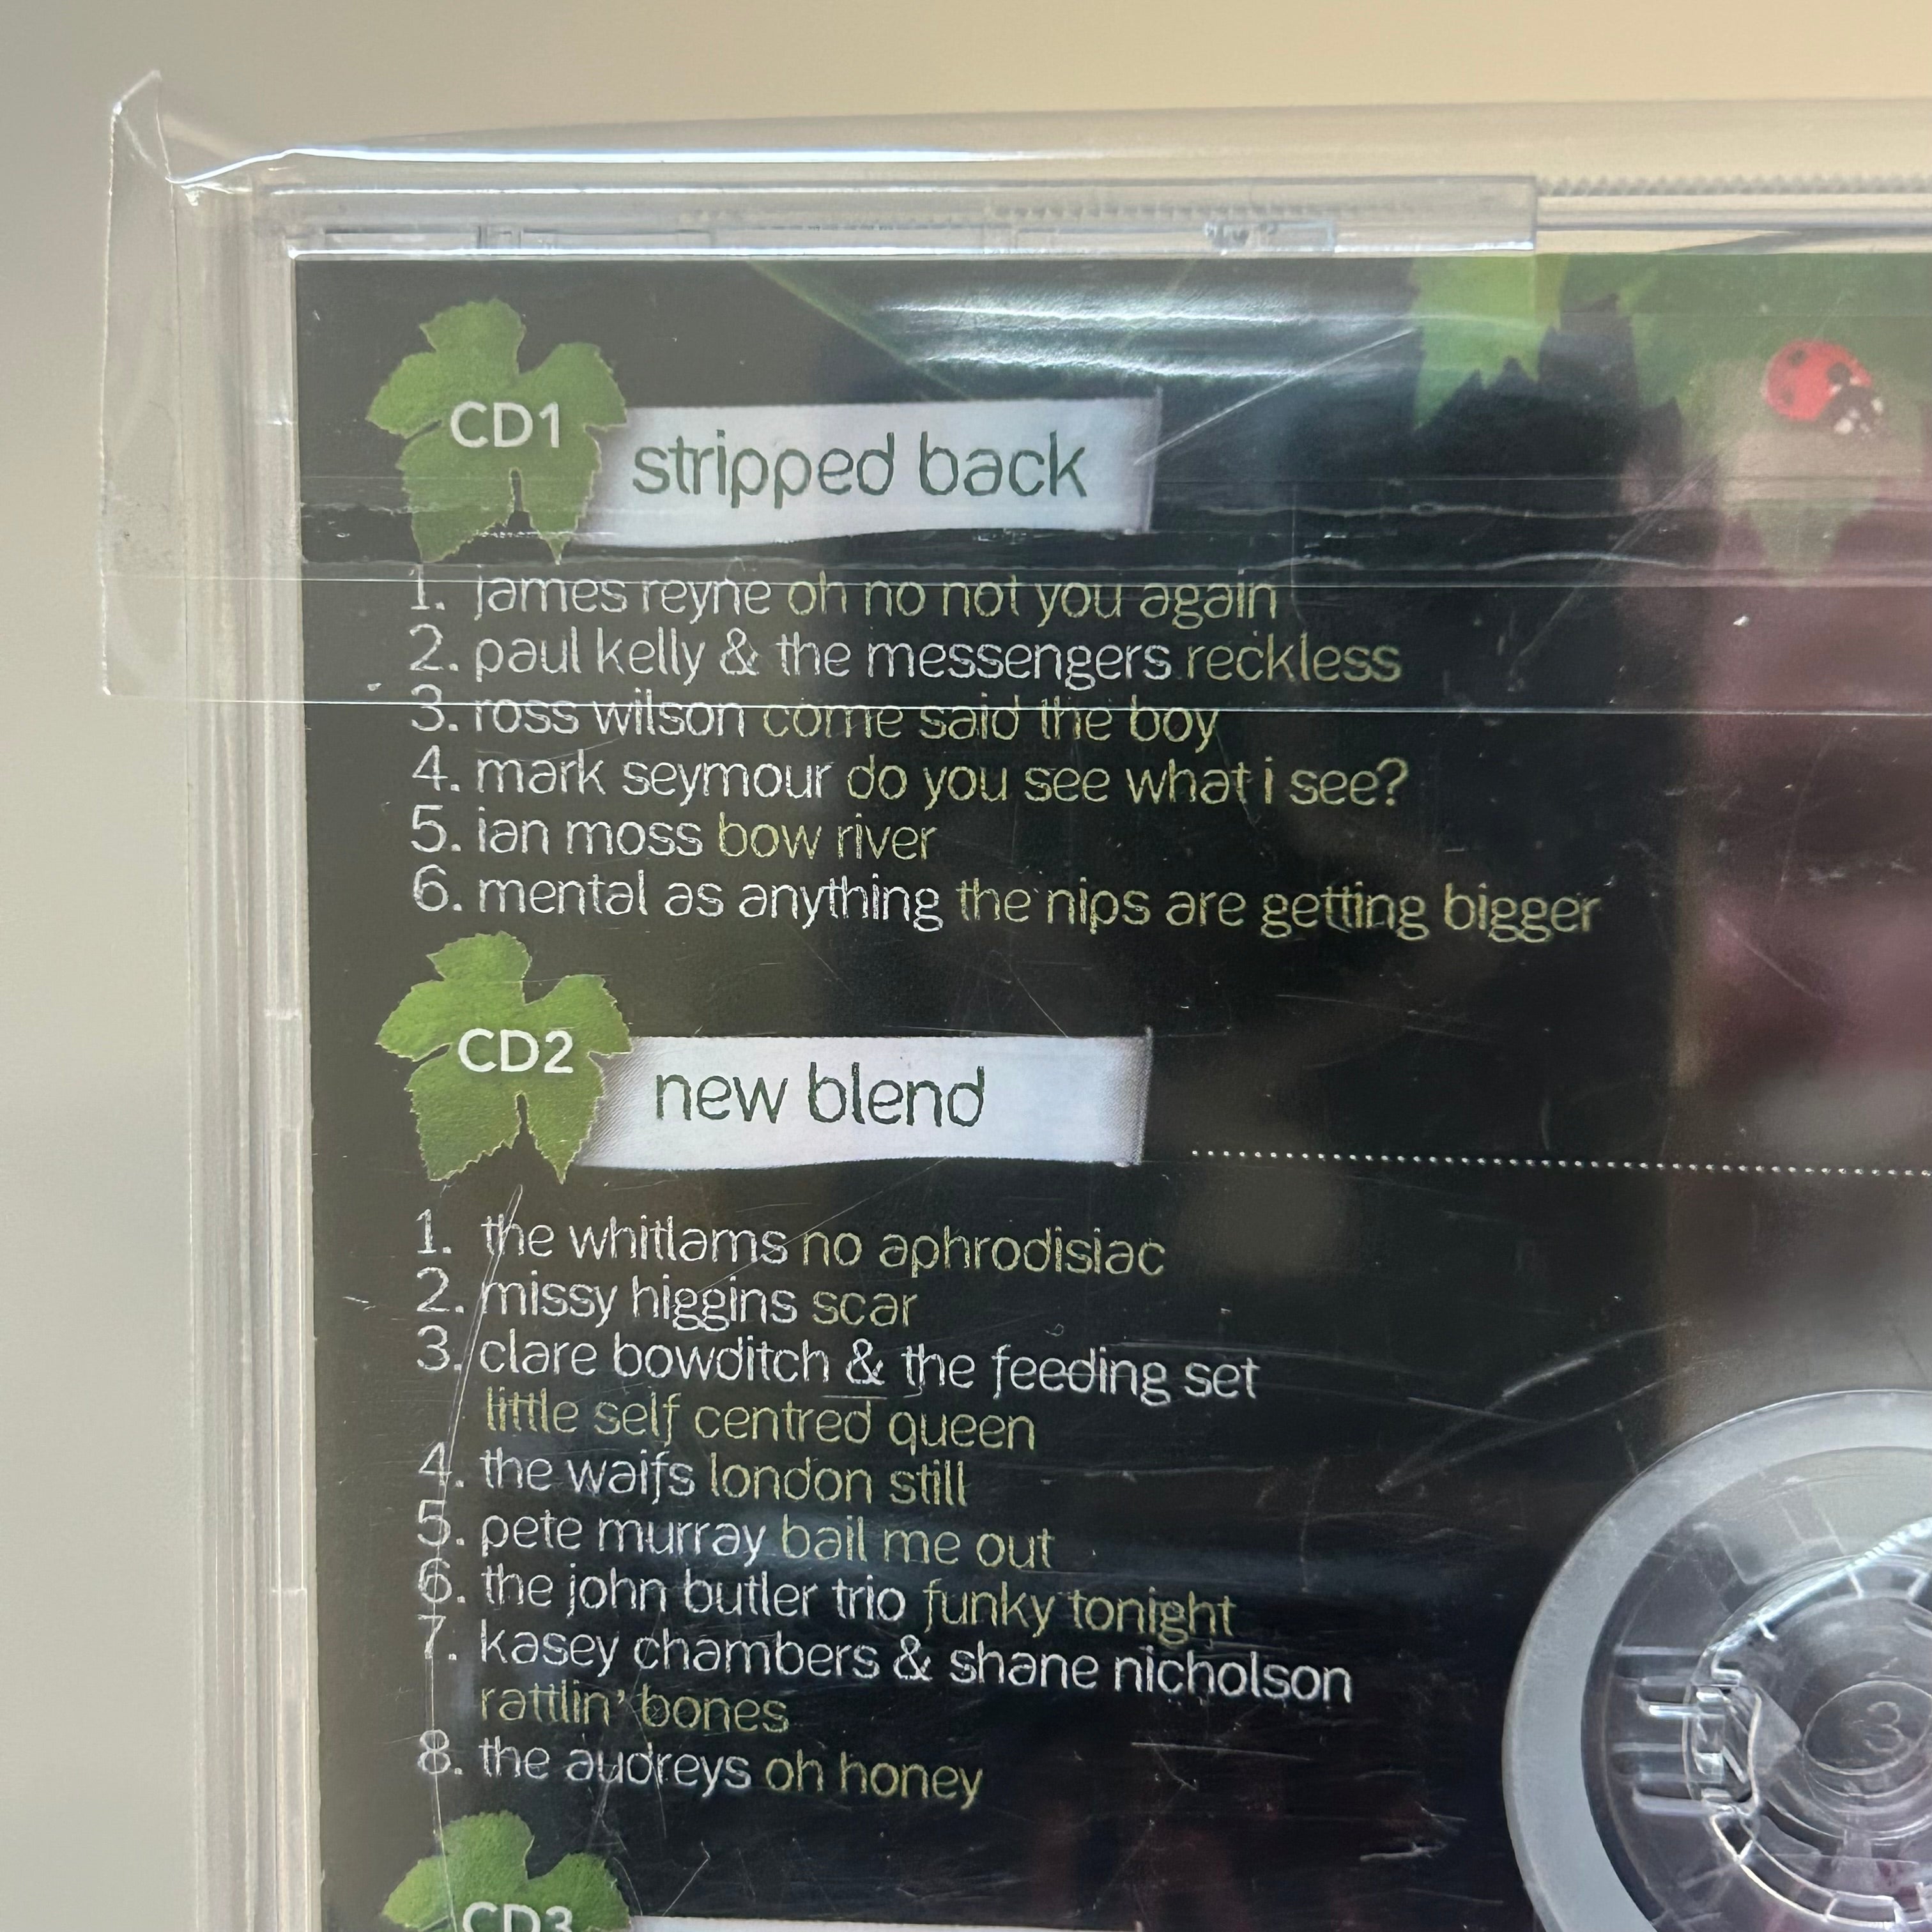 CD1
stripped back
1. james reyne oh no not you again
2. paul kelly & the messengers reckless
3. ross wilson come said the boy
4. mark seymour do you see what i see?
5. ian moss bow river
6. mental as anything the nips are getting bigger
CD2
new blend
1. the whitlams no aphrodisiac
2. missy higgins scar
3. clare bowditch & the feeding set
little self centred queen
4. the waifs london still
5. pete murray bail me out
6. the john butler trio funky tonight
7. kasey chambers & shane nicholson
rattlin' bones
8. the audreys oh honey
3
CD3